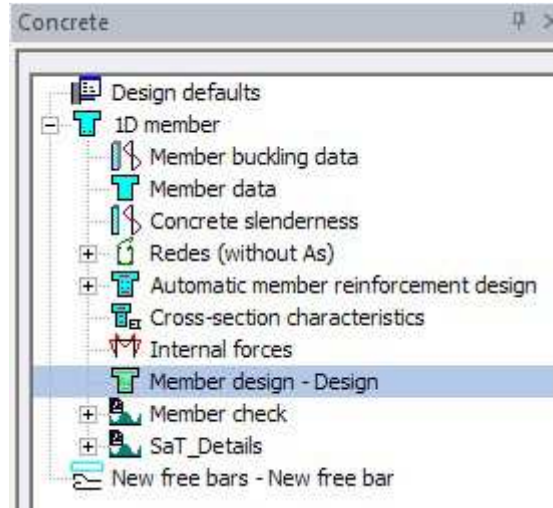 Concrete
Design defaults
1D member
Member buckling data
Member data
Concrete slenderness
Redes (without As)
Automatic member reinforcement design
Cross-section characteristics
Internal forces
Member design - Design
Member check
SaT_Details
New free bars - New free bar